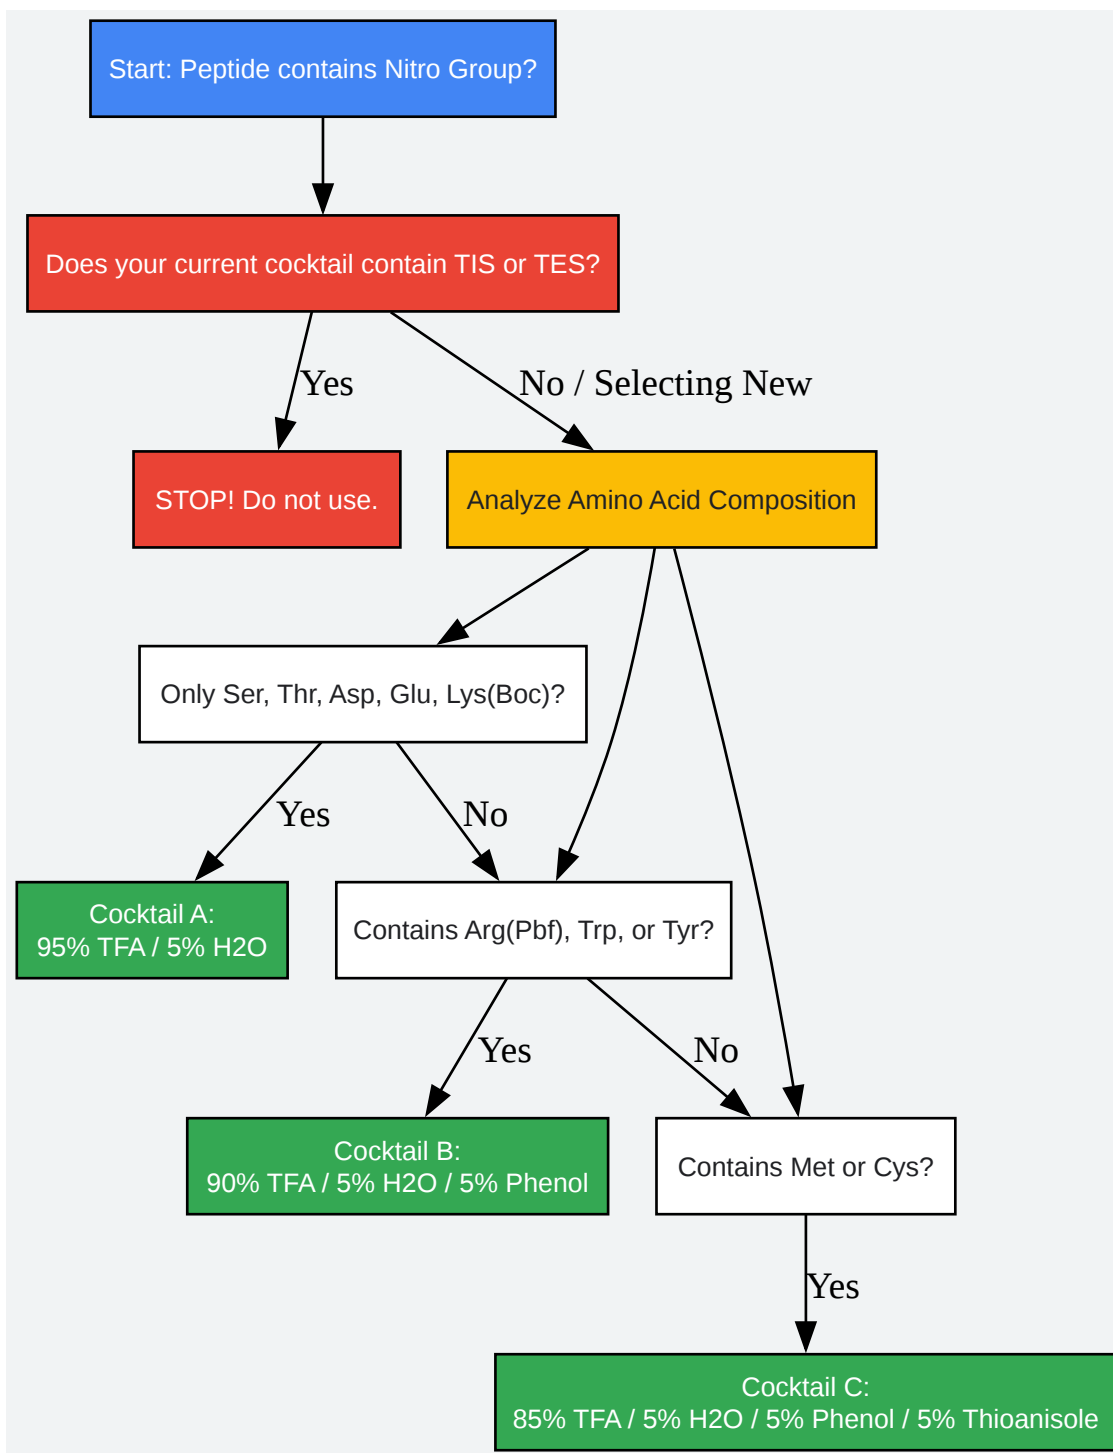 Start: Peptide contains Nitro Group?
Does your current cocktail contain TIS or TES?
Yes
No / Selecting New
STOP! Do not use.
Analyze Amino Acid Composition
Only Ser, Thr, Asp, Glu, Lys(Boc)?
Yes
No
Cocktail A:
95% TFA / 5% H2O
Contains Arg(Pbf), Trp, or Tyr?
Yes
No
Cocktail B:
90% TFA / 5% H2O / 5% Phenol
Contains Met or Cys?
Yes
Cocktail C:
85% TFA / 5% H2O / 5% Phenol / 5% Thioanisole